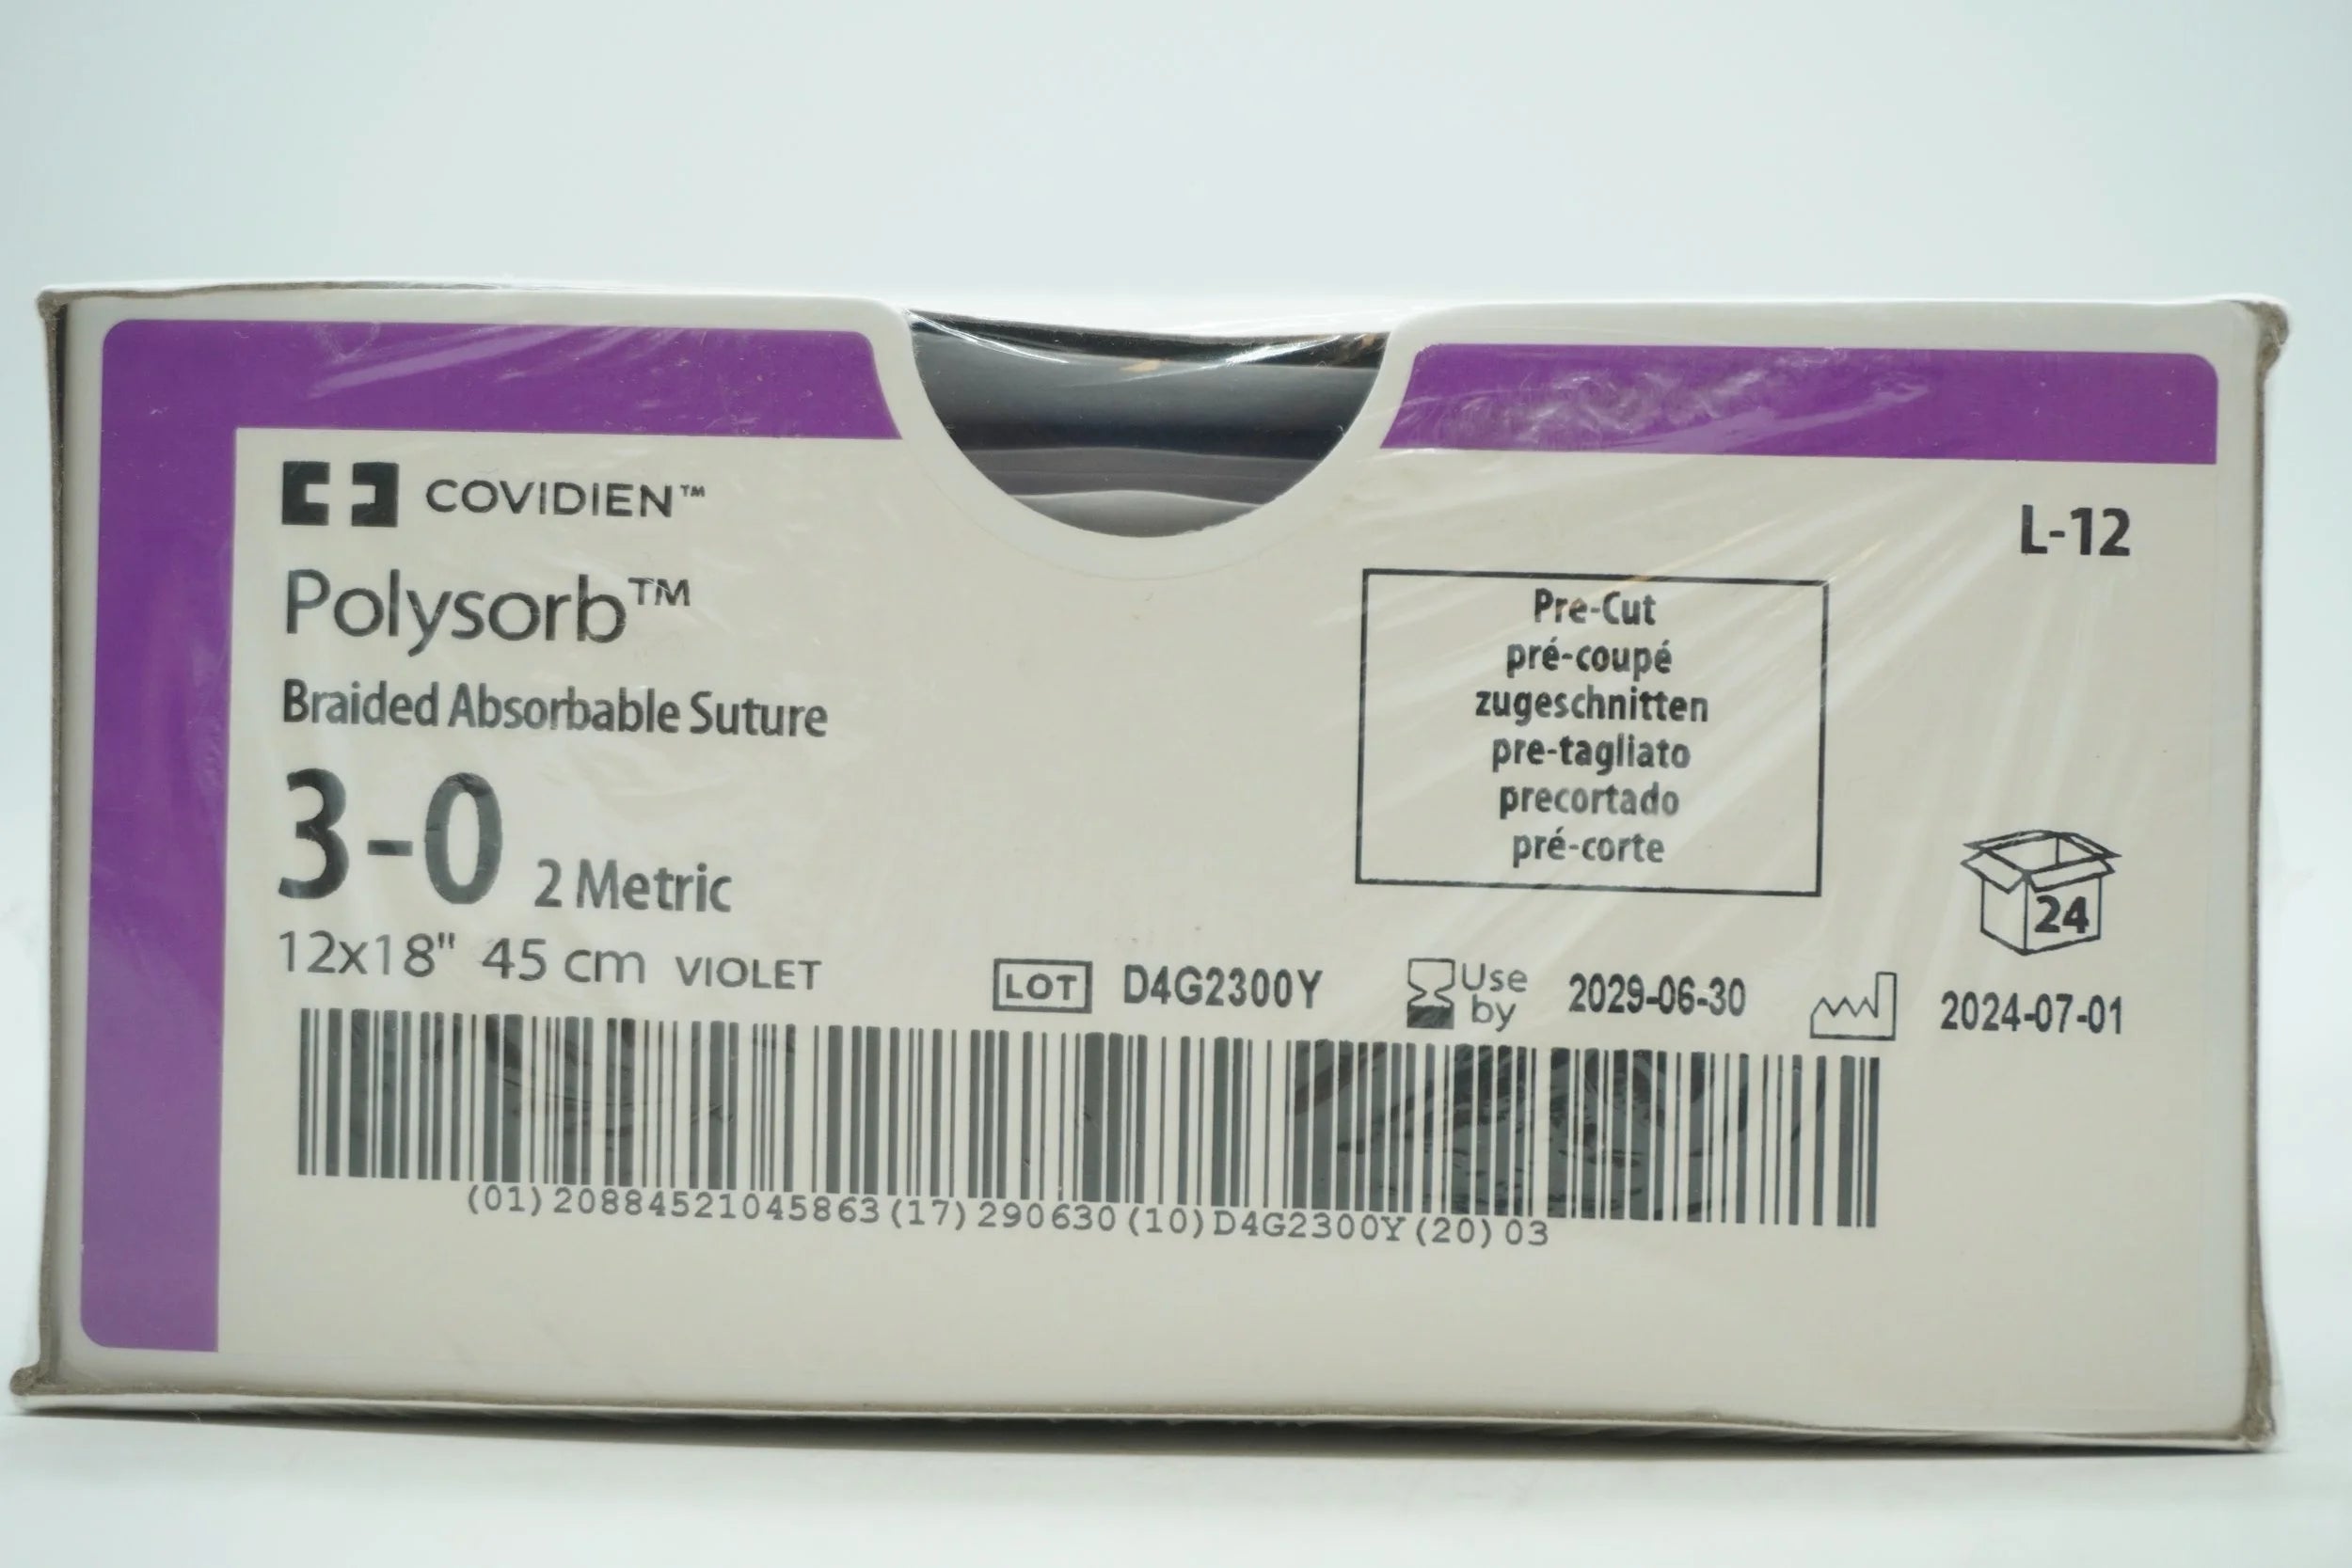 COVIDIEN™
L-12
Polysorb™
Braided Absorbable Suture
3-0 2 Metric
12x18" 45 cm VIOLET
Pre-Cut
pré-coupé
zugeschnitten
pre-tagliato
precortado
pré-corte
24
LOT D4G2300Y
Use by 2029-06-30
2024-07-01
(01)20884521045863(17)290630(10)D4G2300Y(20)03